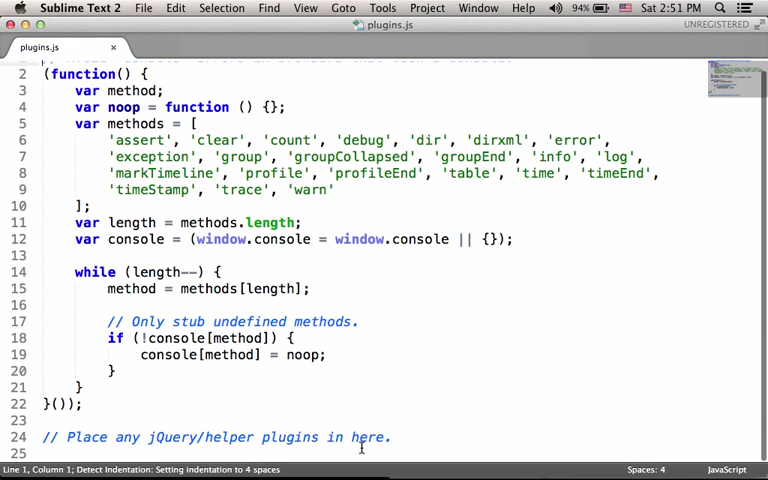 Sublime Text 2 File Edit Selection Find View Goto Tools Project Window Help 94% Sat 2:51 PM
plugins.js UNREGISTERED
plugins.js ×
2 (function() {
3 var method;
4 var noop = function () {};
5 var methods = [
6 'assert', 'clear', 'count', 'debug', 'dir', 'dirxml', 'error',
7 'exception', 'group', 'groupCollapsed', 'groupEnd', 'info', 'log',
8 'markTimeline', 'profile', 'profileEnd', 'table', 'time', 'timeEnd',
9 'timeStamp', 'trace', 'warn'
10 ];
11 var length = methods.length;
12 var console = (window.console = window.console || {});
13
14 while (length--) {
15 method = methods[length];
16
17 // Only stub undefined methods.
18 if (!console[method]) {
19 console[method] = noop;
20 }
21 }
22 }());
23
24 // Place any jQuery/helper plugins in here.
25
Line 1, Column 1; Detect Indentation: Setting indentation to 4 spaces Spaces: 4 JavaScript